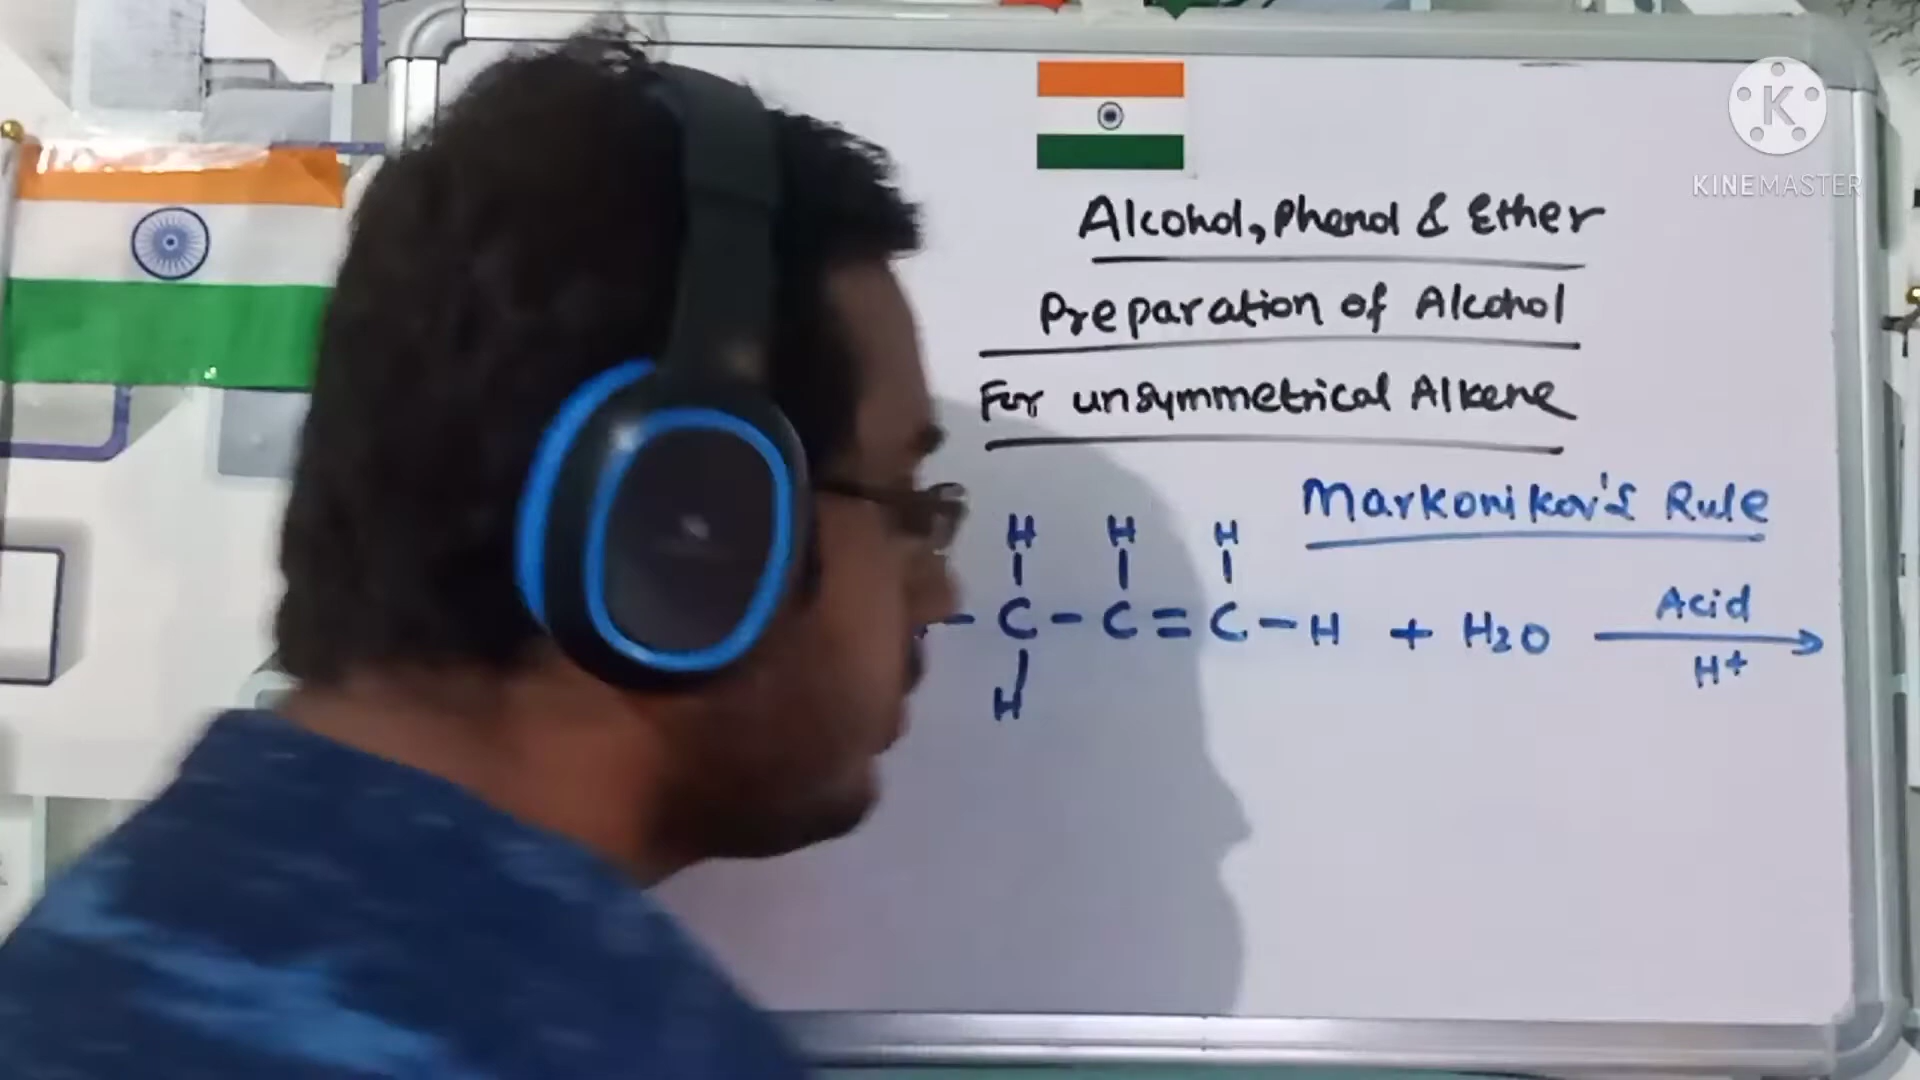 KINEMASTER
Alcohol, Phenol & Ether
Preparation of Alcohol
For unsymmetrical Alkene
Markonikov's Rule
H H H
- C - C = C - H + H2O Acid
H H+